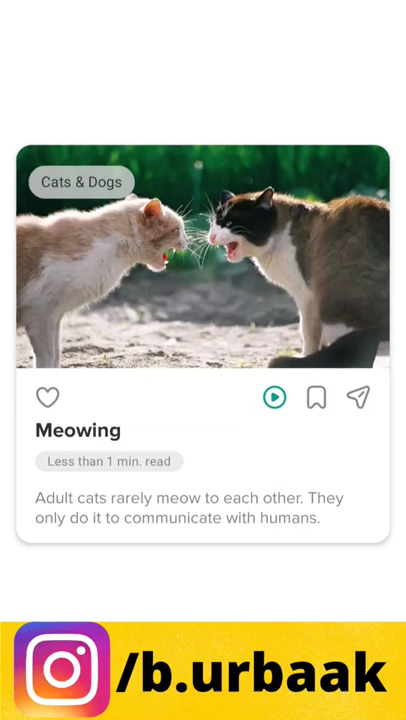 Cats & Dogs
Meowing
Less than 1 min. read
Adult cats rarely meow to each other. They
only do it to communicate with humans.
/b.urbaak